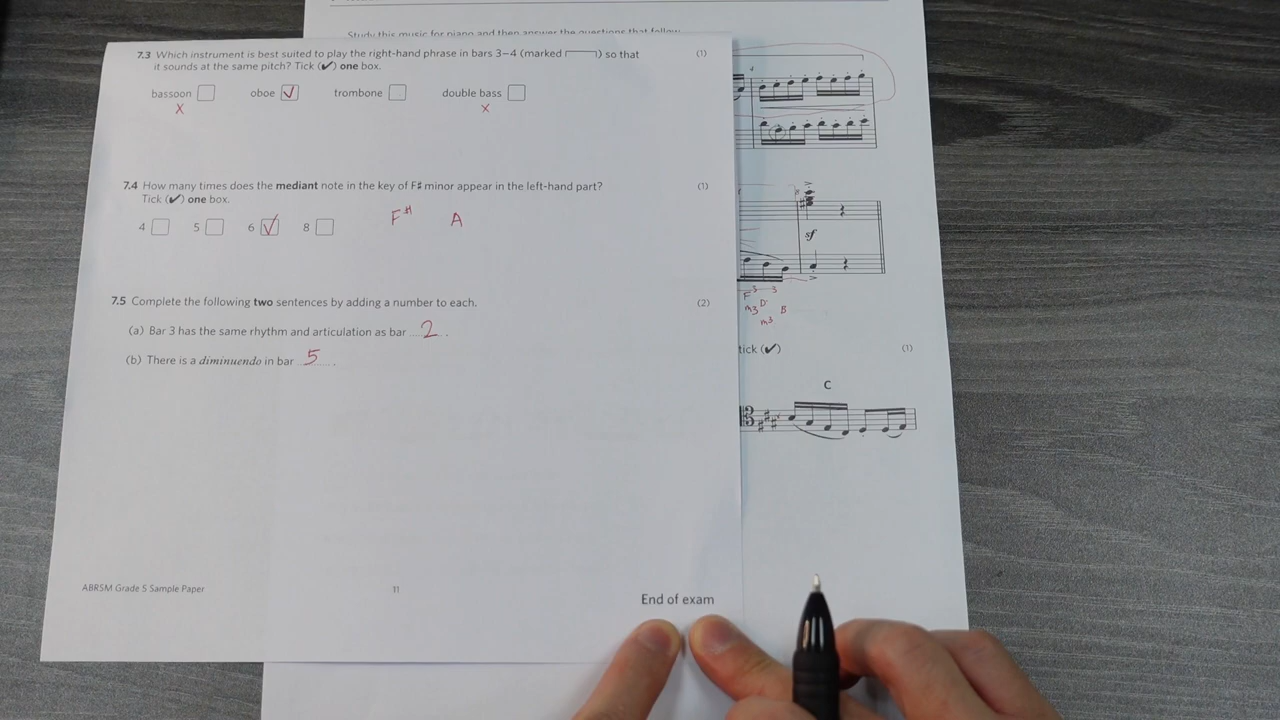 Study this music for piano and then answer the questions that follow.
7.3 Which instrument is best suited to play the right-hand phrase in bars 3–4 (marked ) so that (1)
it sounds at the same pitch? Tick (✔) one box.
bassoon oboe ✓ trombone double bass
X X
7.4 How many times does the mediant note in the key of F♯ minor appear in the left-hand part? (1)
Tick (✔) one box.
4 5 6 ✓ 8 F# A
sf
F 3 3
m3 D B
m3
7.5 Complete the following two sentences by adding a number to each. (2)
(a) Bar 3 has the same rhythm and articulation as bar 2.
(b) There is a diminuendo in bar 5.
tick (✔) (1)
C
ABRSM Grade 5 Sample Paper 11 End of exam